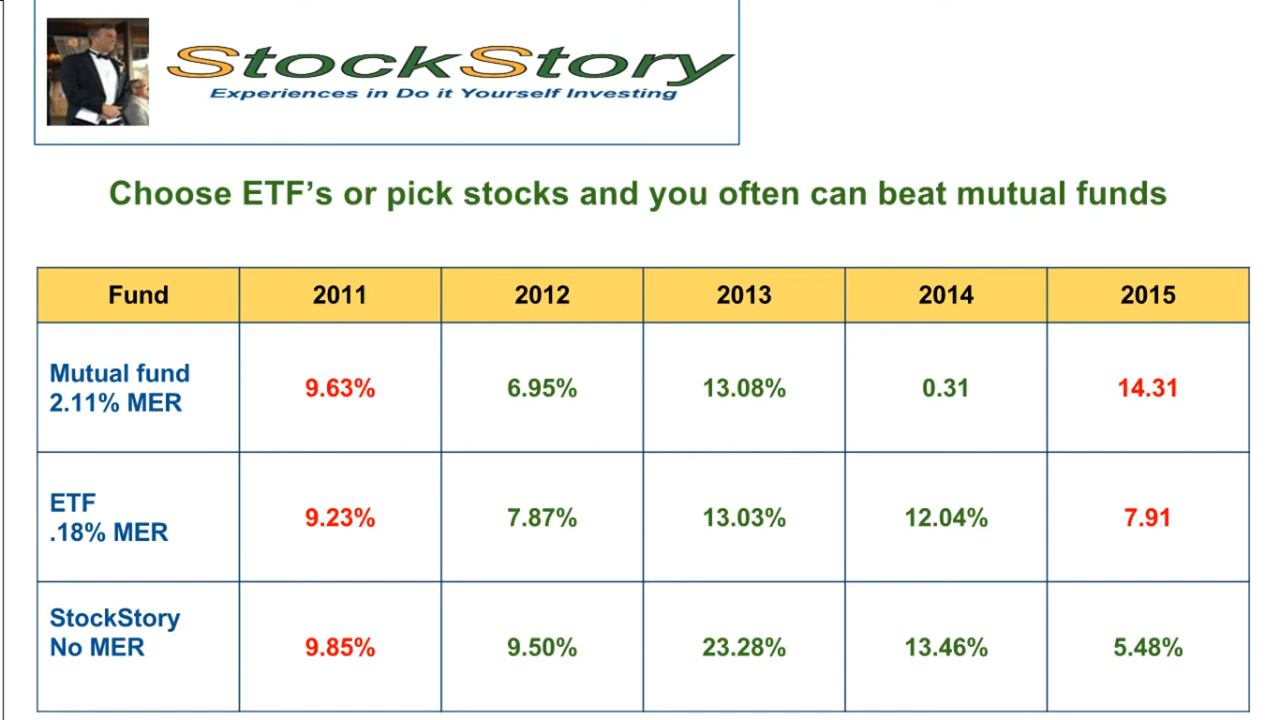 StockStory
Experiences in Do it Yourself Investing
Choose ETF’s or pick stocks and you often can beat mutual funds
Fund 2011 2012 2013 2014 2015
Mutual fund
2.11% MER 9.63% 6.95% 13.08% 0.31 14.31
ETF
.18% MER 9.23% 7.87% 13.03% 12.04% 7.91
StockStory
No MER 9.85% 9.50% 23.28% 13.46% 5.48%